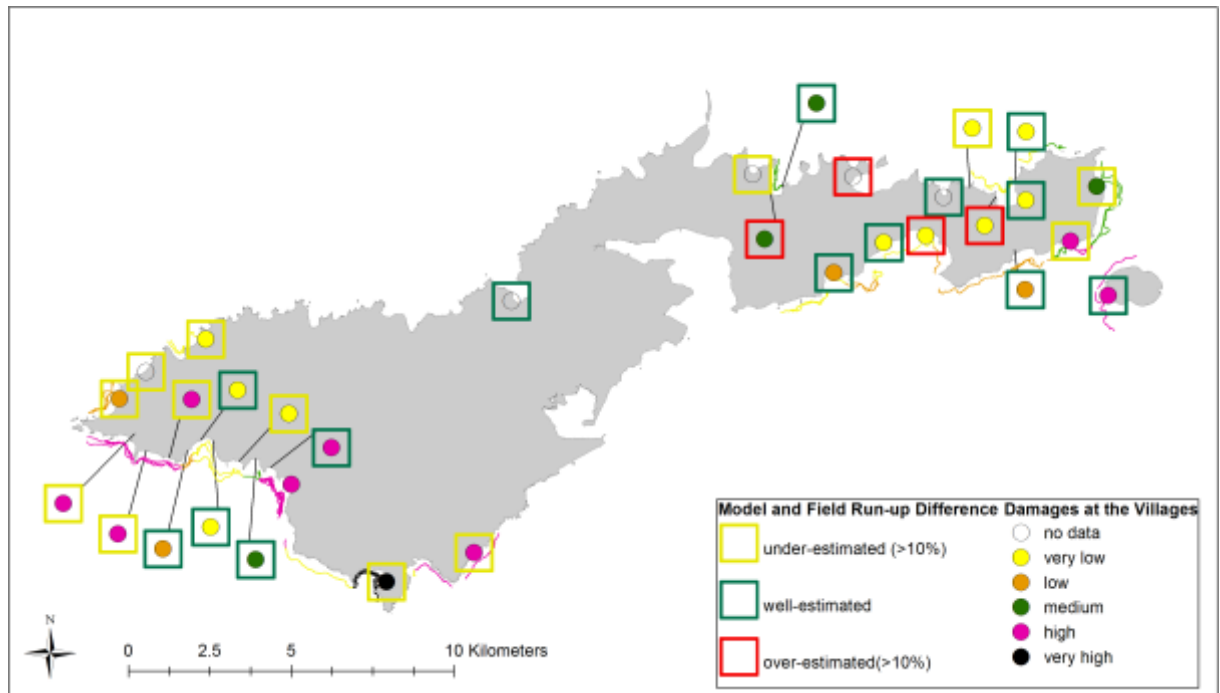 Model and Field Run-up Difference Damages at the Villages
no data
under-estimated (>10%)
very low
low
well-estimated
medium
high
over-estimated(>10%)
very high
N
0 2.5 5 10 Kilometers